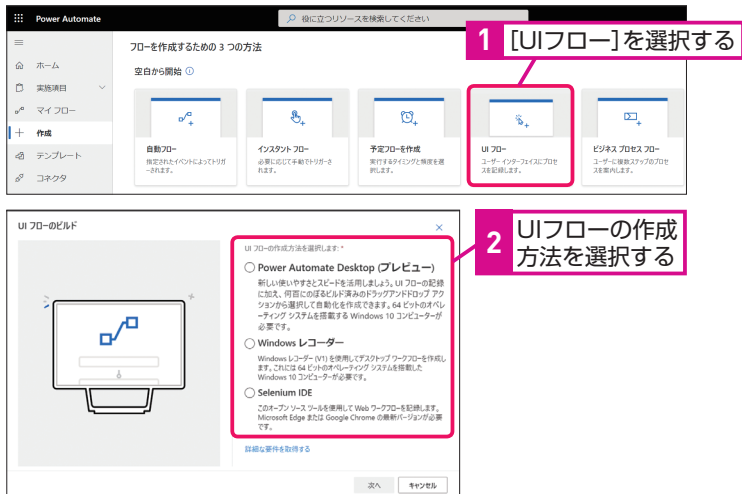 Power Automate
役に立つリソースを検索してください
1 [UIフロー]を選択する
ホーム
実施項目
マイ フロー
作成
テンプレート
コネクタ
フローを作成するための 3 つの方法
空白から開始
自動フロー
指定されたイベントによってトリガ
ーされます。
インスタント フロー
必要に応じて手動でトリガーさ
れます。
予定フローを作成
実行するタイミングと頻度を選
択します。
UI フロー
ユーザー インターフェイスにプロセ
スを記録します。
ビジネス プロセス フロー
ユーザーに複数ステップのプロセ
スを案内します。
UI フローのビルド
2 UIフローの作成
方法を選択する
UI フローの作成方法を選択します: *
Power Automate Desktop (プレビュー)
新しい使いやすさとスピードを活用しましょう。UI フローの記録
に加え、何百にのぼるビルド済みのドラッグアンドドロップ アク
ションから選択して自動化を作成できます。64 ビットのオペレ
ーティング システムを搭載する Windows 10 コンピューターが
必要です。
Windows レコーダー
Windows レコーダー (V1) を使用してデスクトップ ワークフローを作成し
ます。これには 64 ビットのオペレーティング システムを搭載した
Windows 10 コンピューターが必要です。
Selenium IDE
このオープン ソース ツールを使用して Web ワークフローを記録します。
Microsoft Edge または Google Chrome の最新バージョンが必要
です。
詳細な要件を取得する
次へ
キャンセル